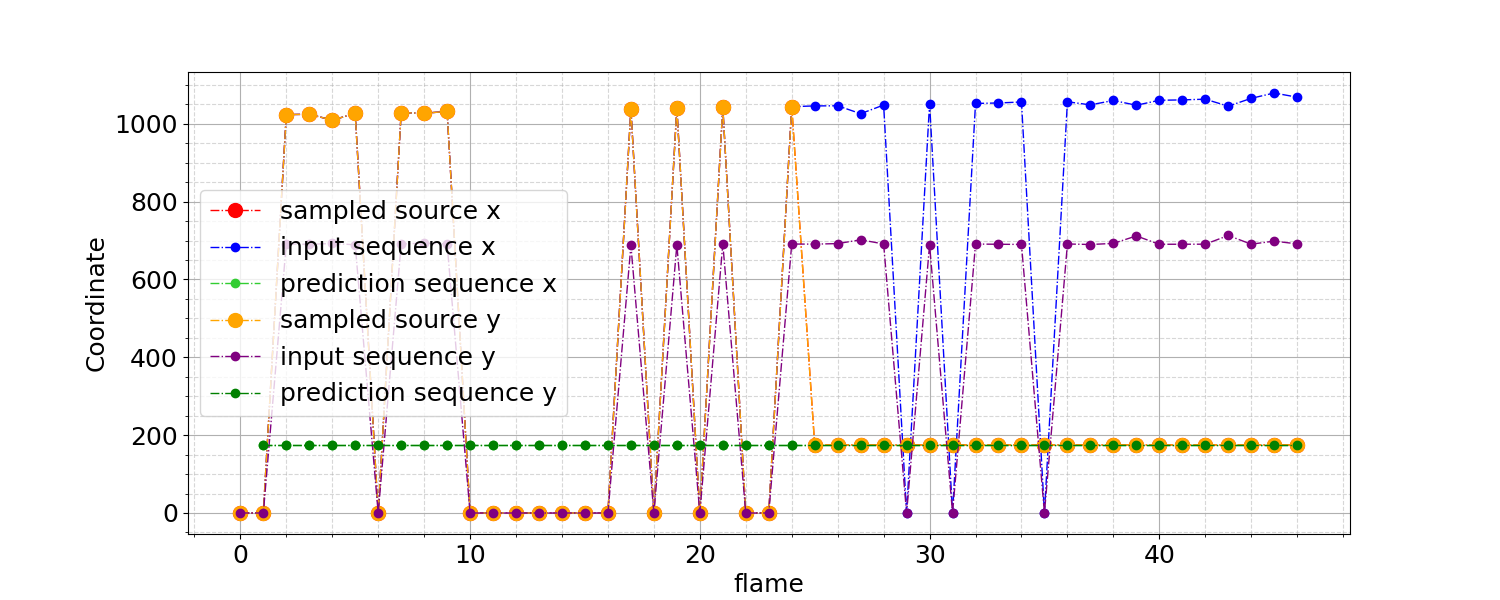 1000
800
600
400
200
0
Coordinate
sampled source x
input sequence x
prediction sequence x
sampled source y
input sequence y
prediction sequence y
0 10 20 30 40
flame